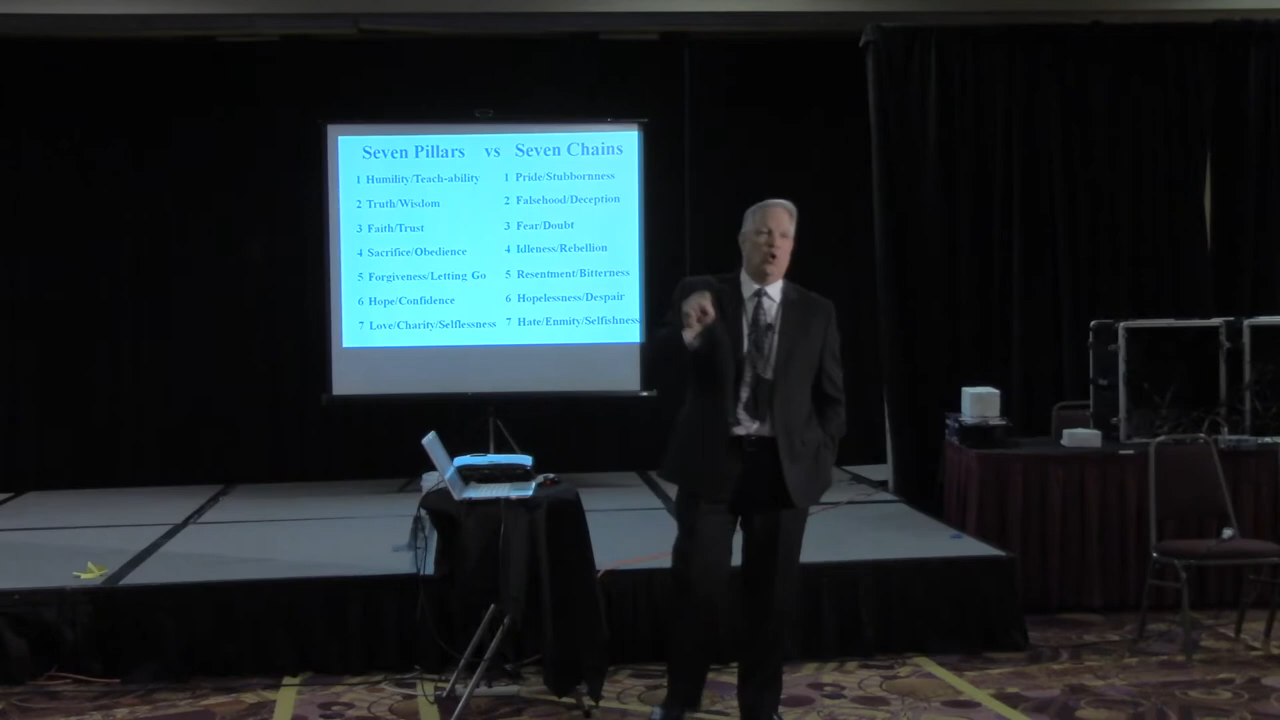 Seven Pillars vs Seven Chains
1 Humility/Teach-ability 1 Pride/Stubbornness
2 Truth/Wisdom 2 Falsehood/Deception
3 Faith/Trust 3 Fear/Doubt
4 Sacrifice/Obedience 4 Idleness/Rebellion
5 Forgiveness/Letting Go 5 Resentment/Bitterness
6 Hope/Confidence 6 Hopelessness/Despair
7 Love/Charity/Selflessness 7 Hate/Enmity/Selfishness